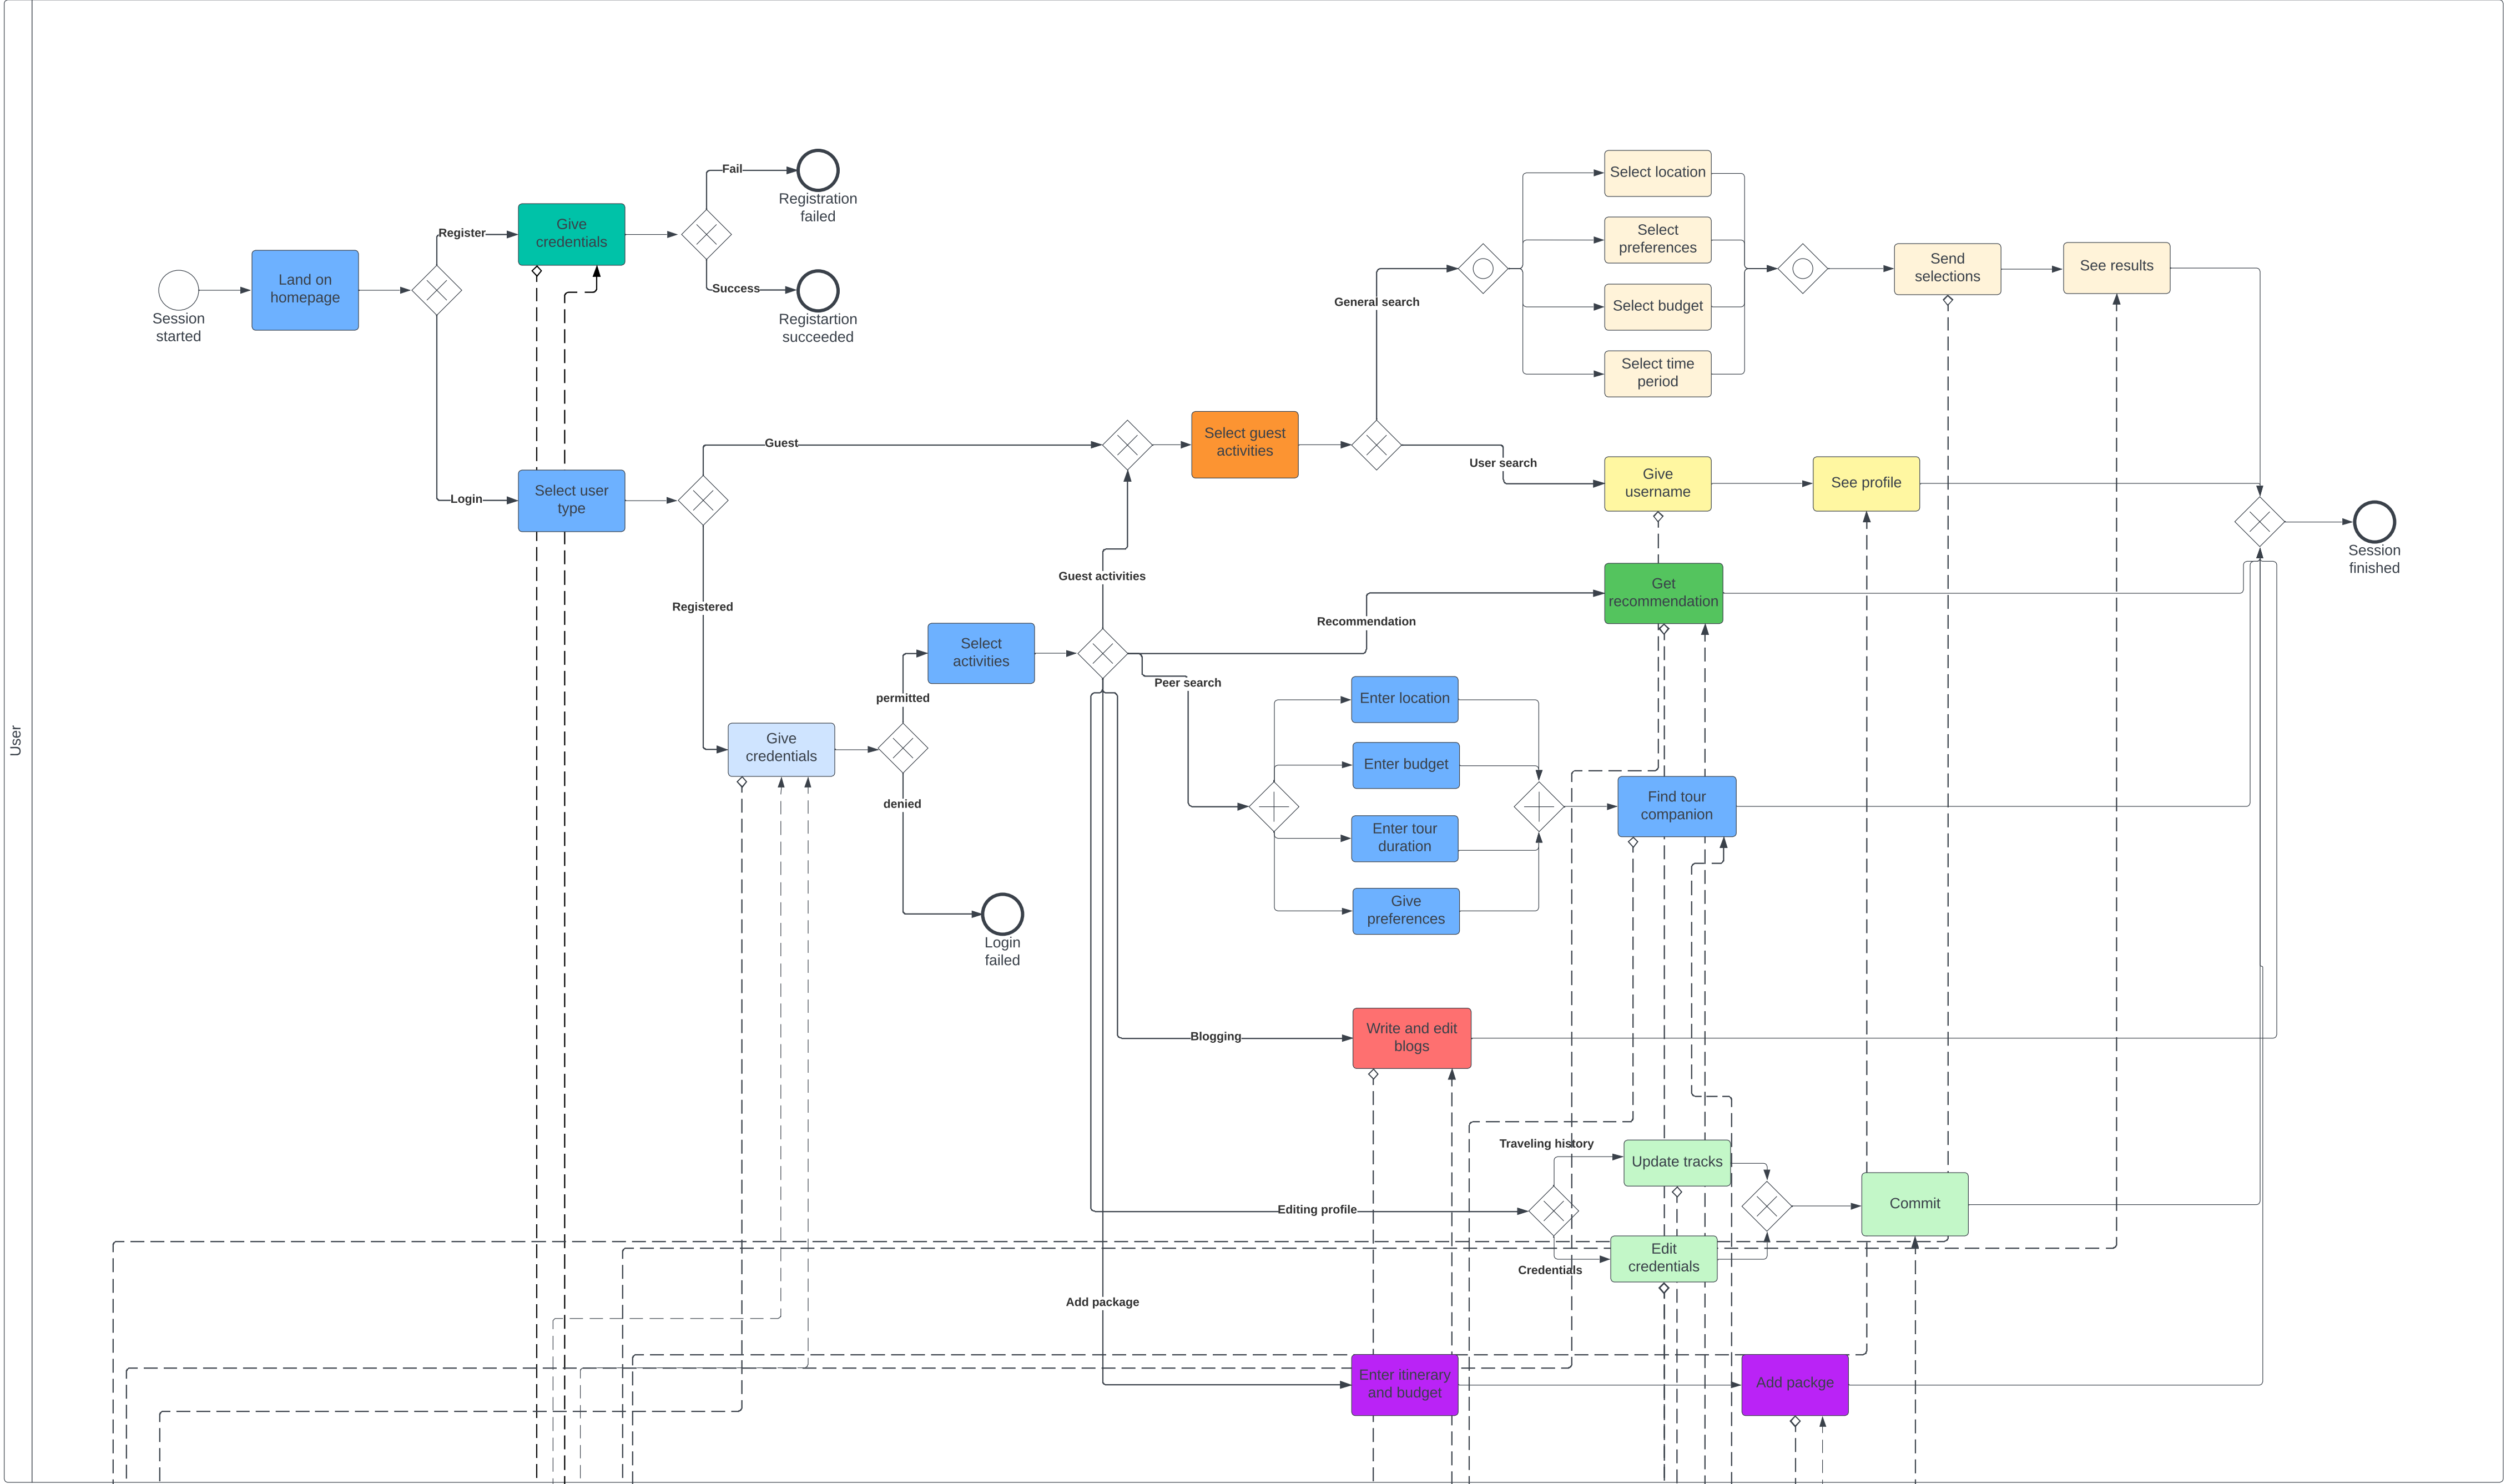 User
Session
started
Land on
homepage
Register
Login
Give
credentials
Fail
Registration
failed
Success
Registartion
succeeded
Select user
type
Guest
Registered
Give
credentials
permitted
denied
Login
failed
Select
activities
Guest activities
Recommendation
Peer search
Blogging
Editing profile
Add package
Select guest
activities
General search
User search
Select location
Select
preferences
Select budget
Select time
period
Send
selections
See results
Give
username
See profile
Get
recommendation
Enter location
Enter budget
Enter tour
duration
Give
preferences
Find tour
companion
Write and edit
blogs
Traveling history
Credentials
Update tracks
Edit
credentials
Commit
Enter itinerary
and budget
Add packge
Session
finished